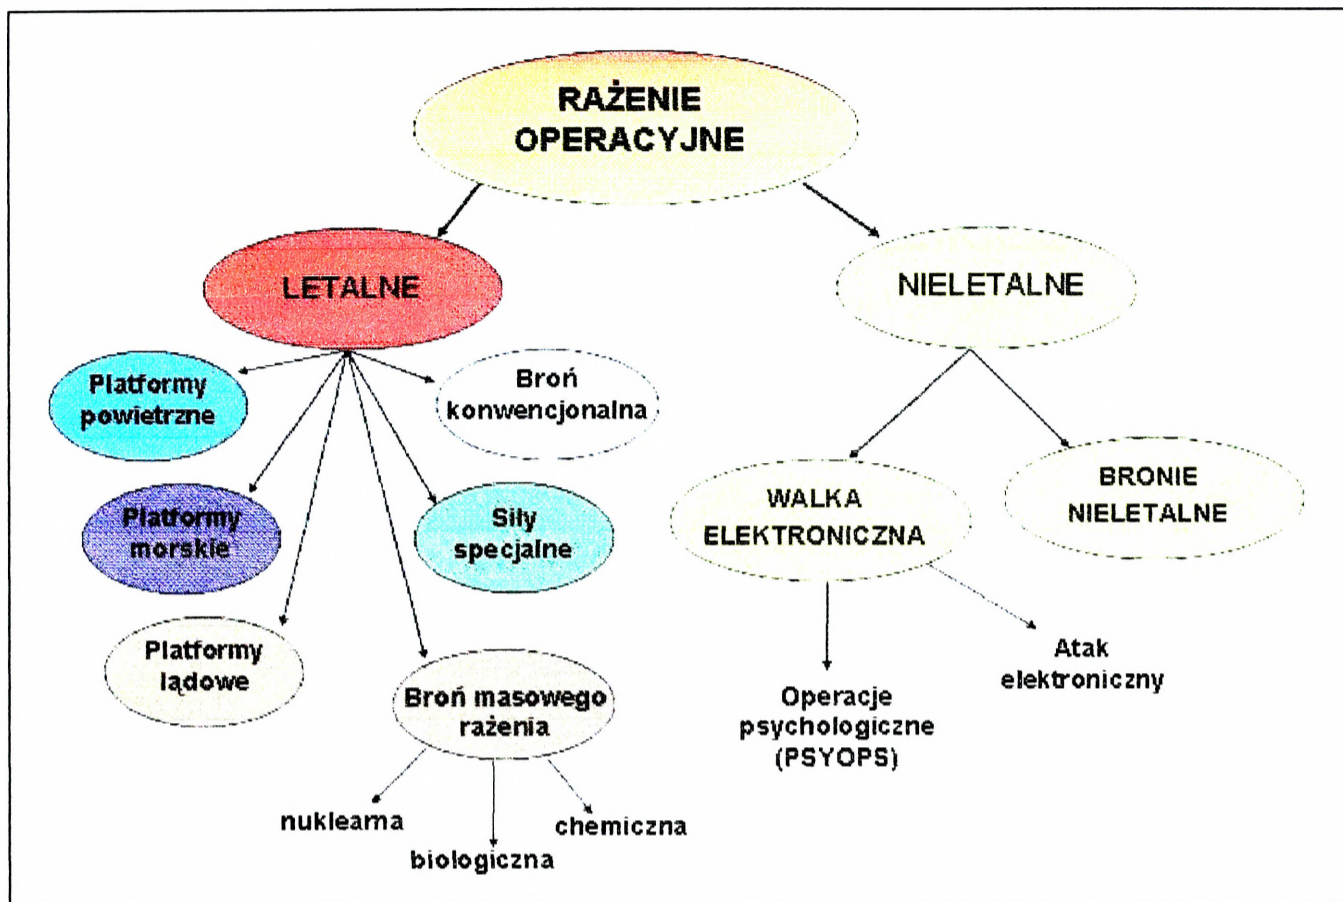 RAŻENIE
OPERACYJNE
LETALNE
NIELETALNE
Platformy
powietrzne
Broń
konwencjonalna
Platformy
morskie
Siły
specjalne
WALKA
ELEKTRONICZNA
BRONIE
NIELETALNE
Platformy
lądowe
Broń masowego
rażenia
Operacje
psychologiczne
(PSYOPS)
Atak
elektroniczny
nuklearna
biologiczna
chemiczna